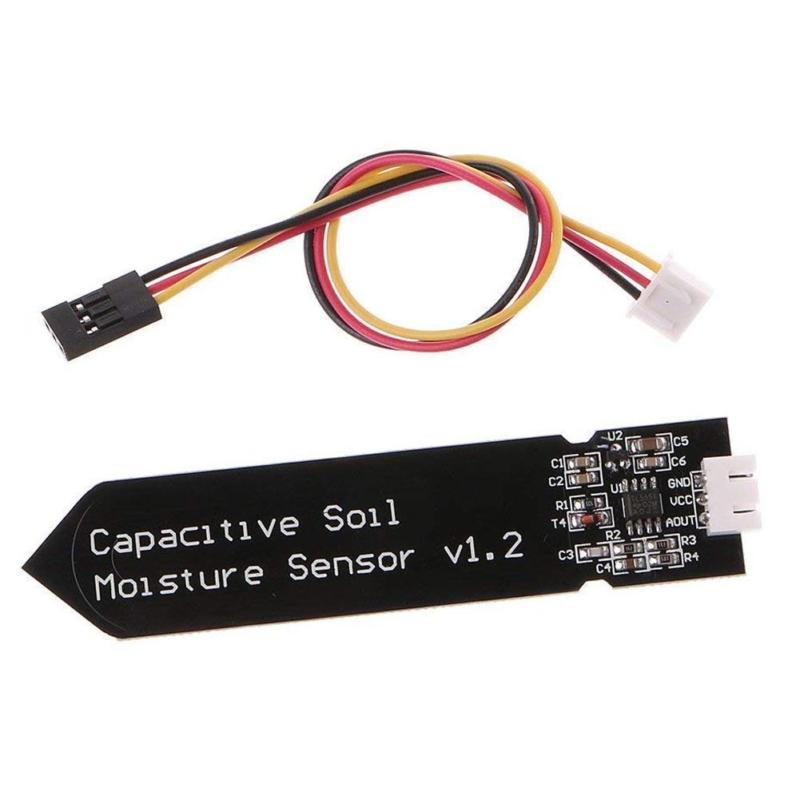 Capacitive Soil
Moisture Sensor v1.2
U2
C5
C1
C6
C2
GND
U1
VCC
R1
AOUT
T4
R2
R3
C3
R4
C4